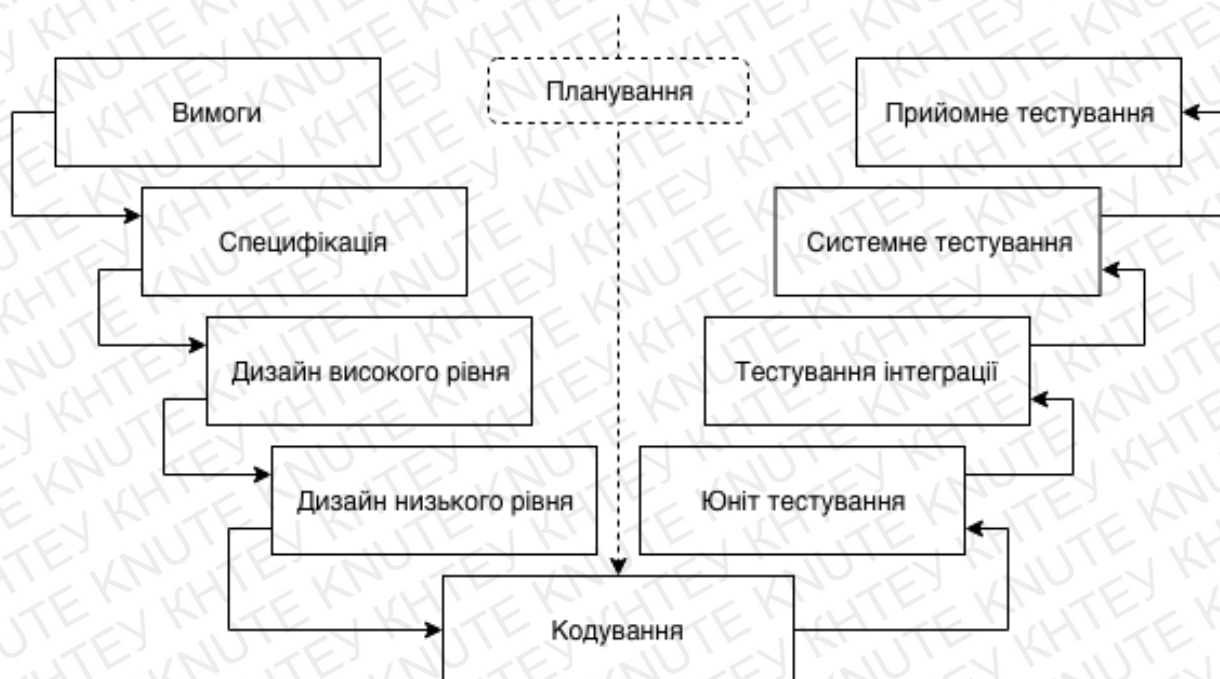 Вимоги
Планування
Прийомне тестування
Специфікація
Системне тестування
Дизайн високого рівня
Тестування інтеграції
Дизайн низького рівня
Юніт тестування
Кодування